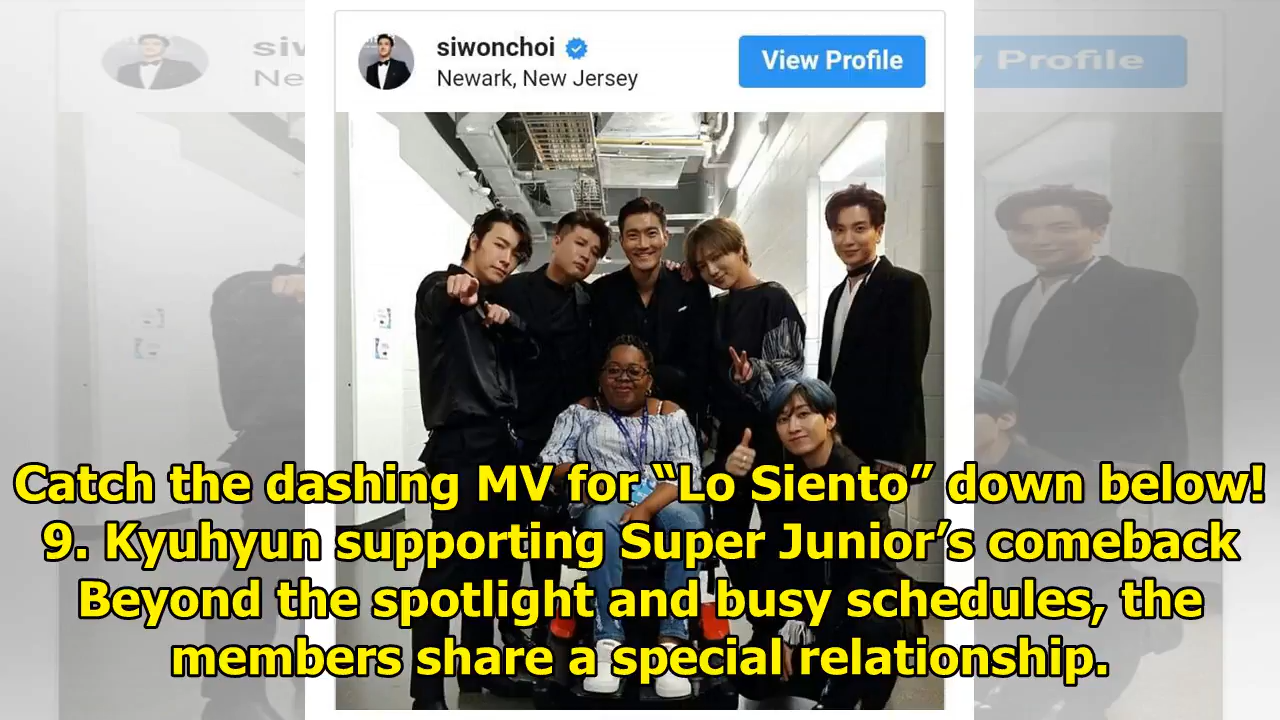 siwonchoi
Newark, New Jersey
View Profile
Catch the dashing MV for “Lo Siento” down below!
9. Kyuhyun supporting Super Junior’s comeback
Beyond the spotlight and busy schedules, the
members share a special relationship.